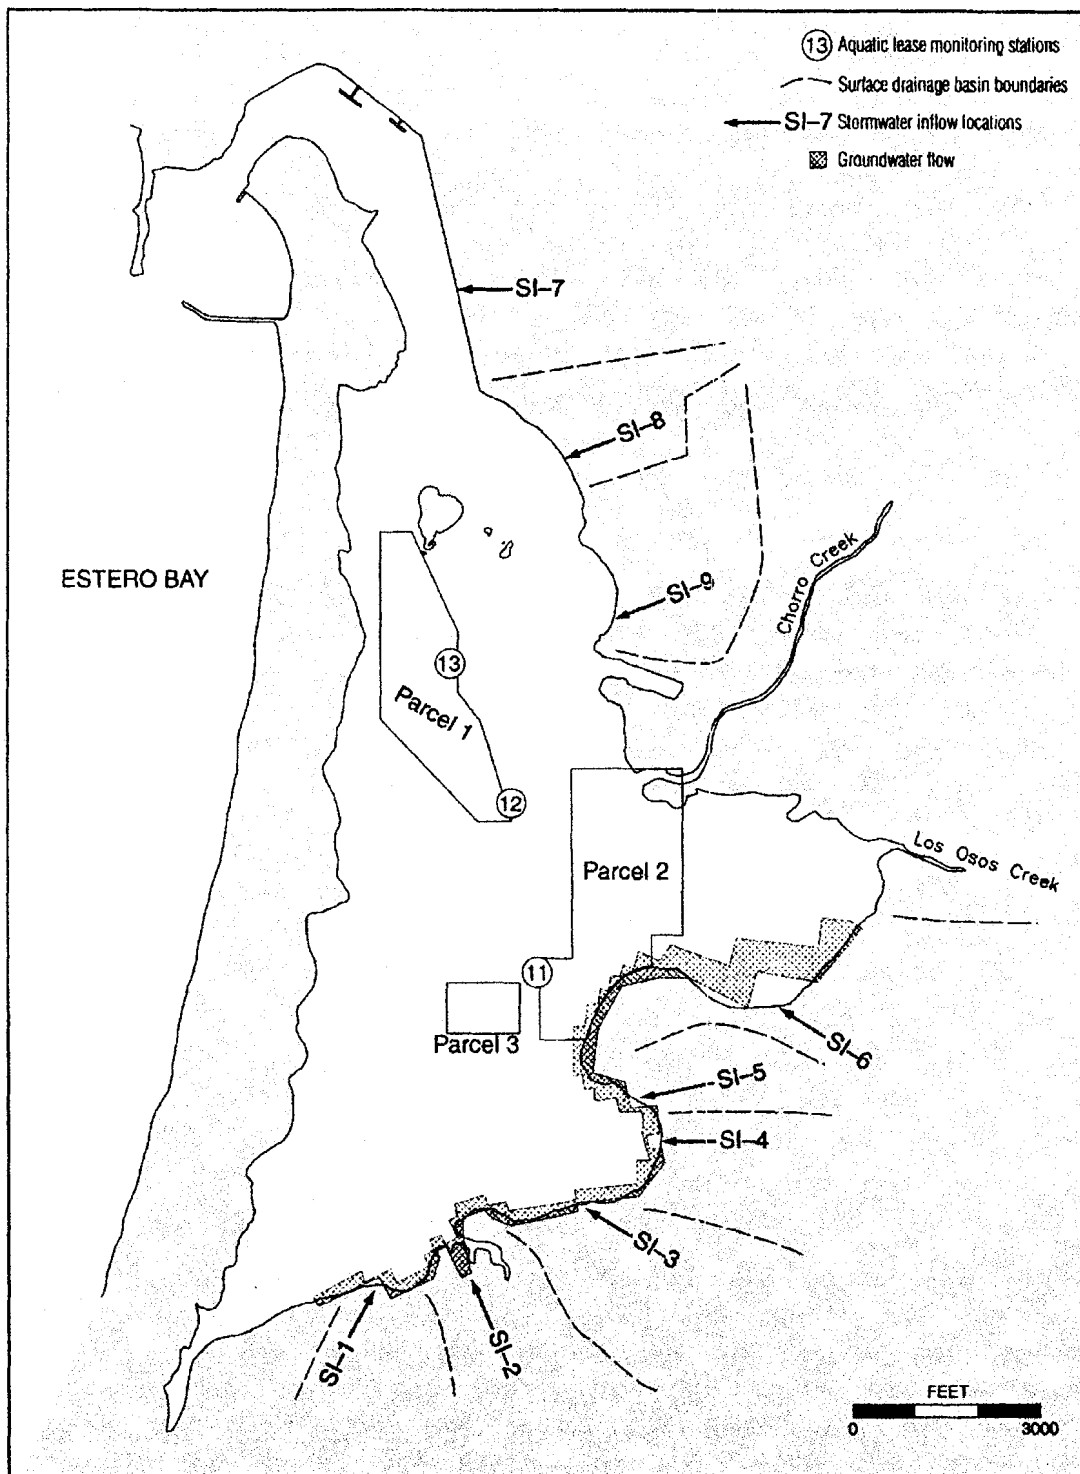 13 Aquatic lease monitoring stations
Surface drainage basin boundaries
SI-7 Stormwater inflow locations
Groundwater flow
SI-7
SI-8
ESTERO BAY
SI-9
Chorro Creek
13
Parcel 1
12
Los Osos Creek
Parcel 2
11
Parcel 3
SI-6
SI-5
SI-4
SI-3
SI-2
SI-1
FEET
0 3000